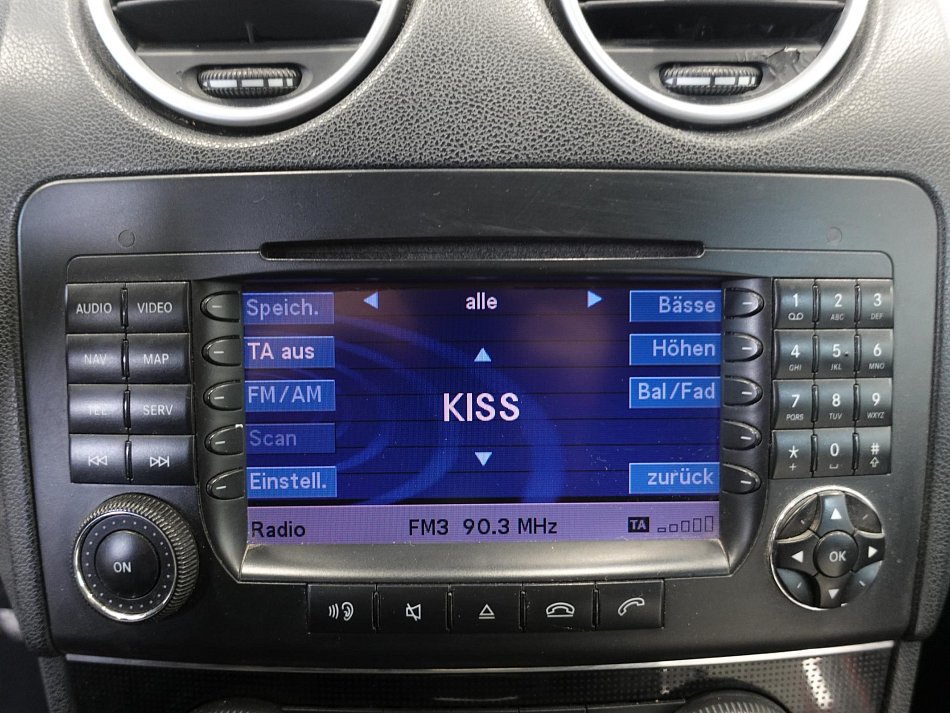 AUDIO VIDEO
NAV MAP
TEL SERV
ON
Speich. alle Bässe
TA aus Höhen
FM/AM KISS Bal/Fad
Scan
Einstell. zurück
Radio FM3 90.3 MHz TA
1 2 ABC 3 DEF
4 GHI 5 JKL 6 MNO
7 PQRS 8 TUV 9 WXYZ
* + 0 #
OK